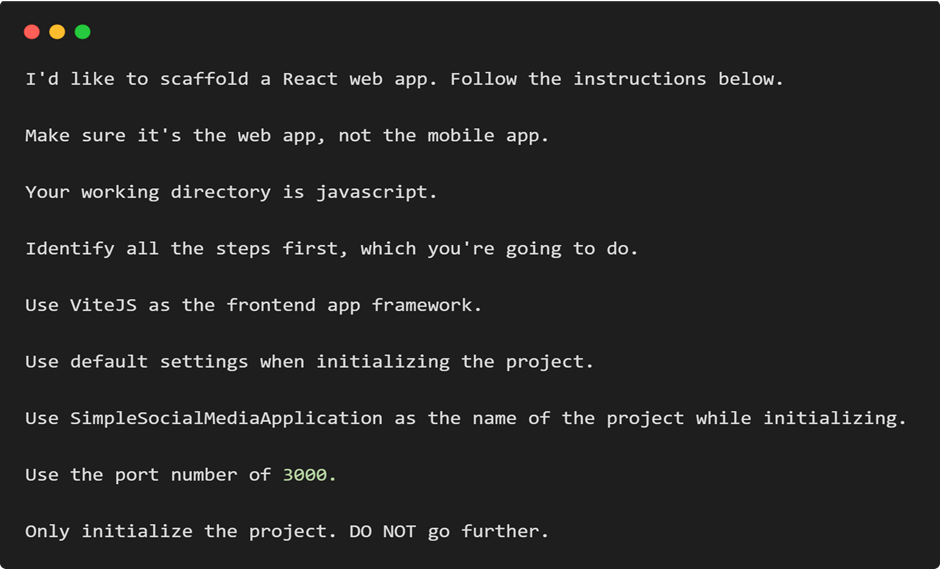 I'd like to scaffold a React web app. Follow the instructions below.
Make sure it's the web app, not the mobile app.
Your working directory is javascript.
Identify all the steps first, which you're going to do.
Use ViteJS as the frontend app framework.
Use default settings when initializing the project.
Use SimpleSocialMediaApplication as the name of the project while initializing.
Use the port number of 3000.
Only initialize the project. DO NOT go further.